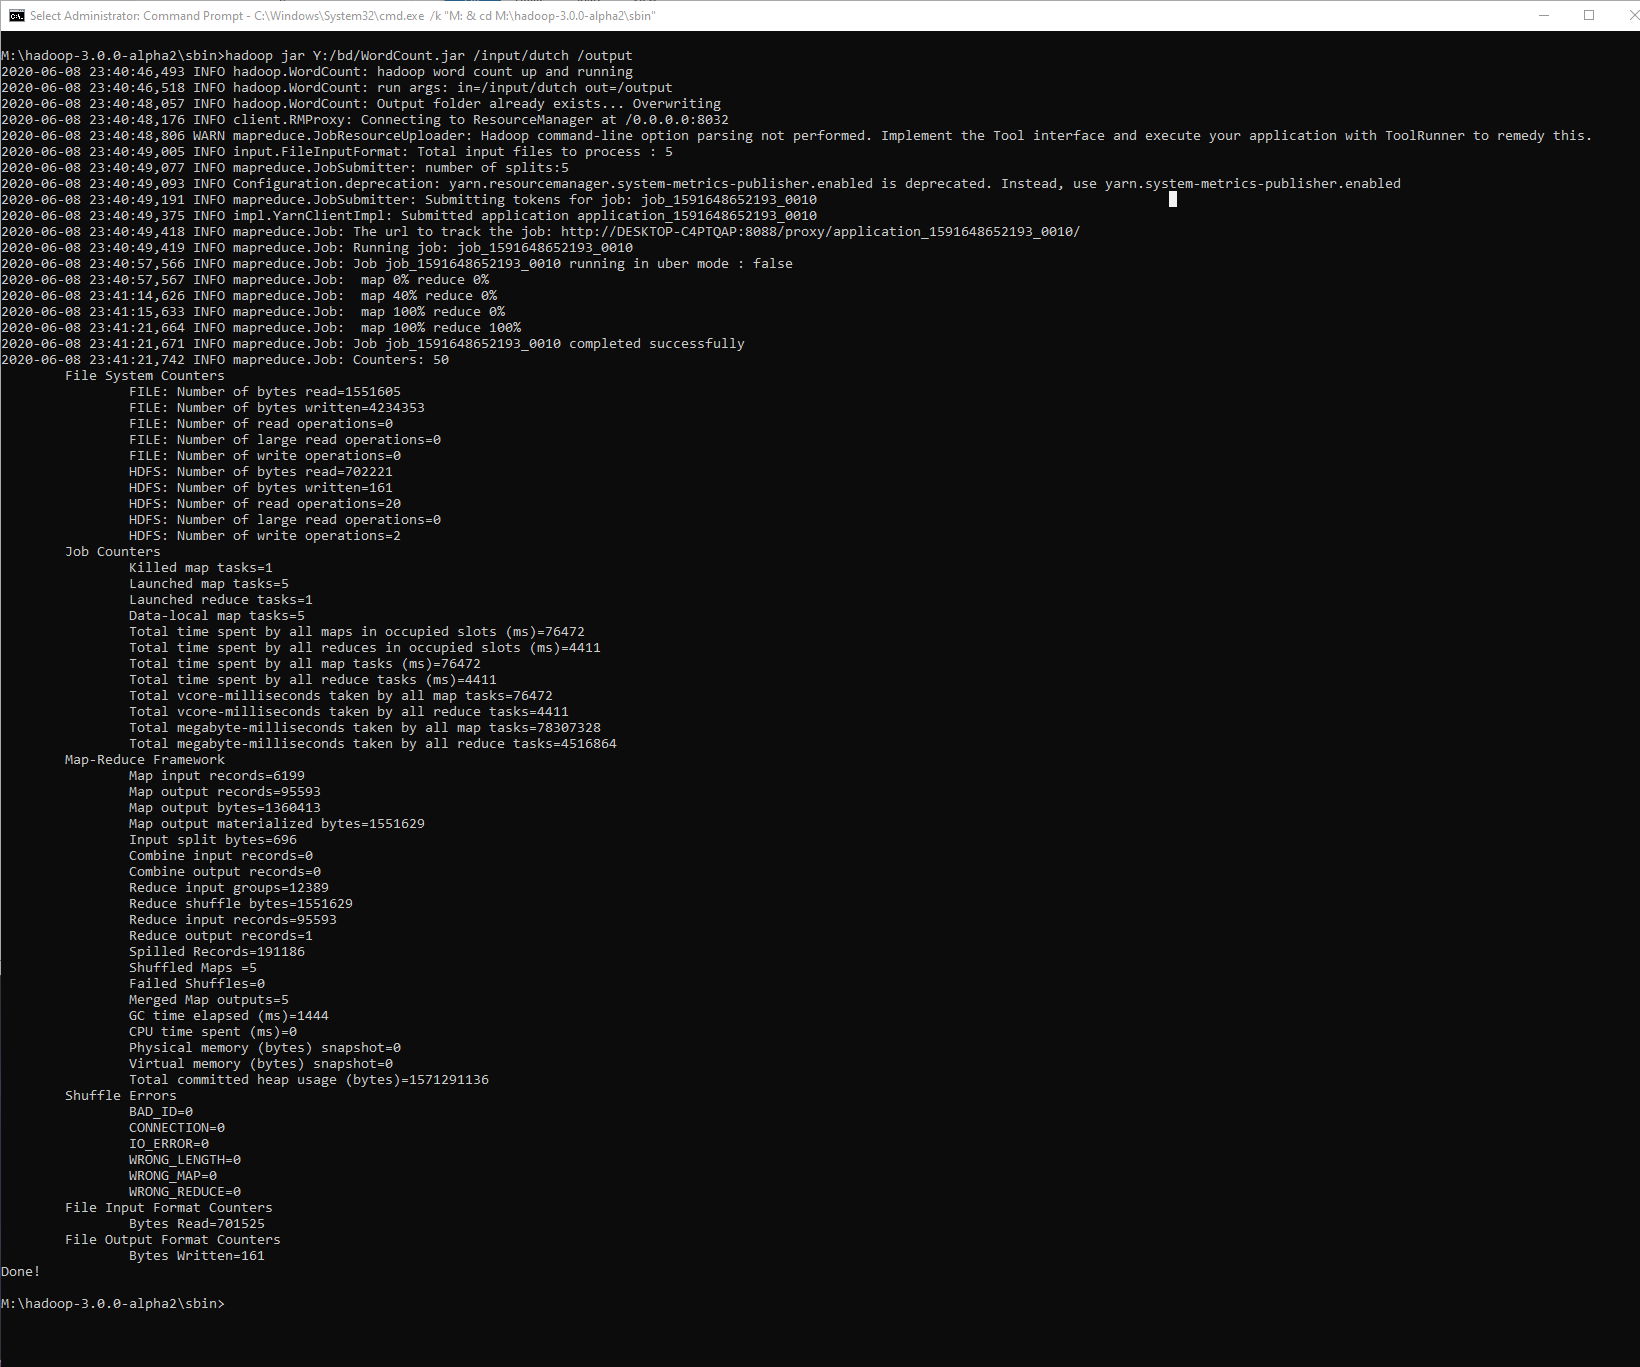 Select Administrator: Command Prompt - C:\Windows\System32\cmd.exe /k "M: & cd M:\hadoop-3.0.0-alpha2\sbin"
M:\hadoop-3.0.0-alpha2\sbin>hadoop jar Y:/bd/WordCount.jar /input/dutch /output
2020-06-08 23:40:46,493 INFO hadoop.WordCount: hadoop word count up and running
2020-06-08 23:40:46,518 INFO hadoop.WordCount: run args: in=/input/dutch out=/output
2020-06-08 23:40:48,057 INFO hadoop.WordCount: Output folder already exists... Overwriting
2020-06-08 23:40:48,176 INFO client.RMProxy: Connecting to ResourceManager at /0.0.0.0:8032
2020-06-08 23:40:48,806 WARN mapreduce.JobResourceUploader: Hadoop command-line option parsing not performed. Implement the Tool interface and execute your application with ToolRunner to remedy this.
2020-06-08 23:40:49,005 INFO input.FileInputFormat: Total input files to process : 5
2020-06-08 23:40:49,077 INFO mapreduce.JobSubmitter: number of splits:5
2020-06-08 23:40:49,093 INFO Configuration.deprecation: yarn.resourcemanager.system-metrics-publisher.enabled is deprecated. Instead, use yarn.system-metrics-publisher.enabled
2020-06-08 23:40:49,191 INFO mapreduce.JobSubmitter: Submitting tokens for job: job_1591648652193_0010
2020-06-08 23:40:49,375 INFO impl.YarnClientImpl: Submitted application application_1591648652193_0010
2020-06-08 23:40:49,418 INFO mapreduce.Job: The url to track the job: http://DESKTOP-C4PTQAP:8088/proxy/application_1591648652193_0010/
2020-06-08 23:40:49,419 INFO mapreduce.Job: Running job: job_1591648652193_0010
2020-06-08 23:40:57,566 INFO mapreduce.Job: Job job_1591648652193_0010 running in uber mode : false
2020-06-08 23:40:57,567 INFO mapreduce.Job:  map 0% reduce 0%
2020-06-08 23:41:14,626 INFO mapreduce.Job:  map 40% reduce 0%
2020-06-08 23:41:15,633 INFO mapreduce.Job:  map 100% reduce 0%
2020-06-08 23:41:21,664 INFO mapreduce.Job:  map 100% reduce 100%
2020-06-08 23:41:21,671 INFO mapreduce.Job: Job job_1591648652193_0010 completed successfully
2020-06-08 23:41:21,742 INFO mapreduce.Job: Counters: 50
File System Counters
FILE: Number of bytes read=1551605
FILE: Number of bytes written=4234353
FILE: Number of read operations=0
FILE: Number of large read operations=0
FILE: Number of write operations=0
HDFS: Number of bytes read=702221
HDFS: Number of bytes written=161
HDFS: Number of read operations=20
HDFS: Number of large read operations=0
HDFS: Number of write operations=2
Job Counters
Killed map tasks=1
Launched map tasks=5
Launched reduce tasks=1
Data-local map tasks=5
Total time spent by all maps in occupied slots (ms)=76472
Total time spent by all reduces in occupied slots (ms)=4411
Total time spent by all map tasks (ms)=76472
Total time spent by all reduce tasks (ms)=4411
Total vcore-milliseconds taken by all map tasks=76472
Total vcore-milliseconds taken by all reduce tasks=4411
Total megabyte-milliseconds taken by all map tasks=78307328
Total megabyte-milliseconds taken by all reduce tasks=4516864
Map-Reduce Framework
Map input records=6199
Map output records=95593
Map output bytes=1360413
Map output materialized bytes=1551629
Input split bytes=696
Combine input records=0
Combine output records=0
Reduce input groups=12389
Reduce shuffle bytes=1551629
Reduce input records=95593
Reduce output records=1
Spilled Records=191186
Shuffled Maps =5
Failed Shuffles=0
Merged Map outputs=5
GC time elapsed (ms)=1444
CPU time spent (ms)=0
Physical memory (bytes) snapshot=0
Virtual memory (bytes) snapshot=0
Total committed heap usage (bytes)=1571291136
Shuffle Errors
BAD_ID=0
CONNECTION=0
IO_ERROR=0
WRONG_LENGTH=0
WRONG_MAP=0
WRONG_REDUCE=0
File Input Format Counters
Bytes Read=701525
File Output Format Counters
Bytes Written=161
Done!
M:\hadoop-3.0.0-alpha2\sbin>